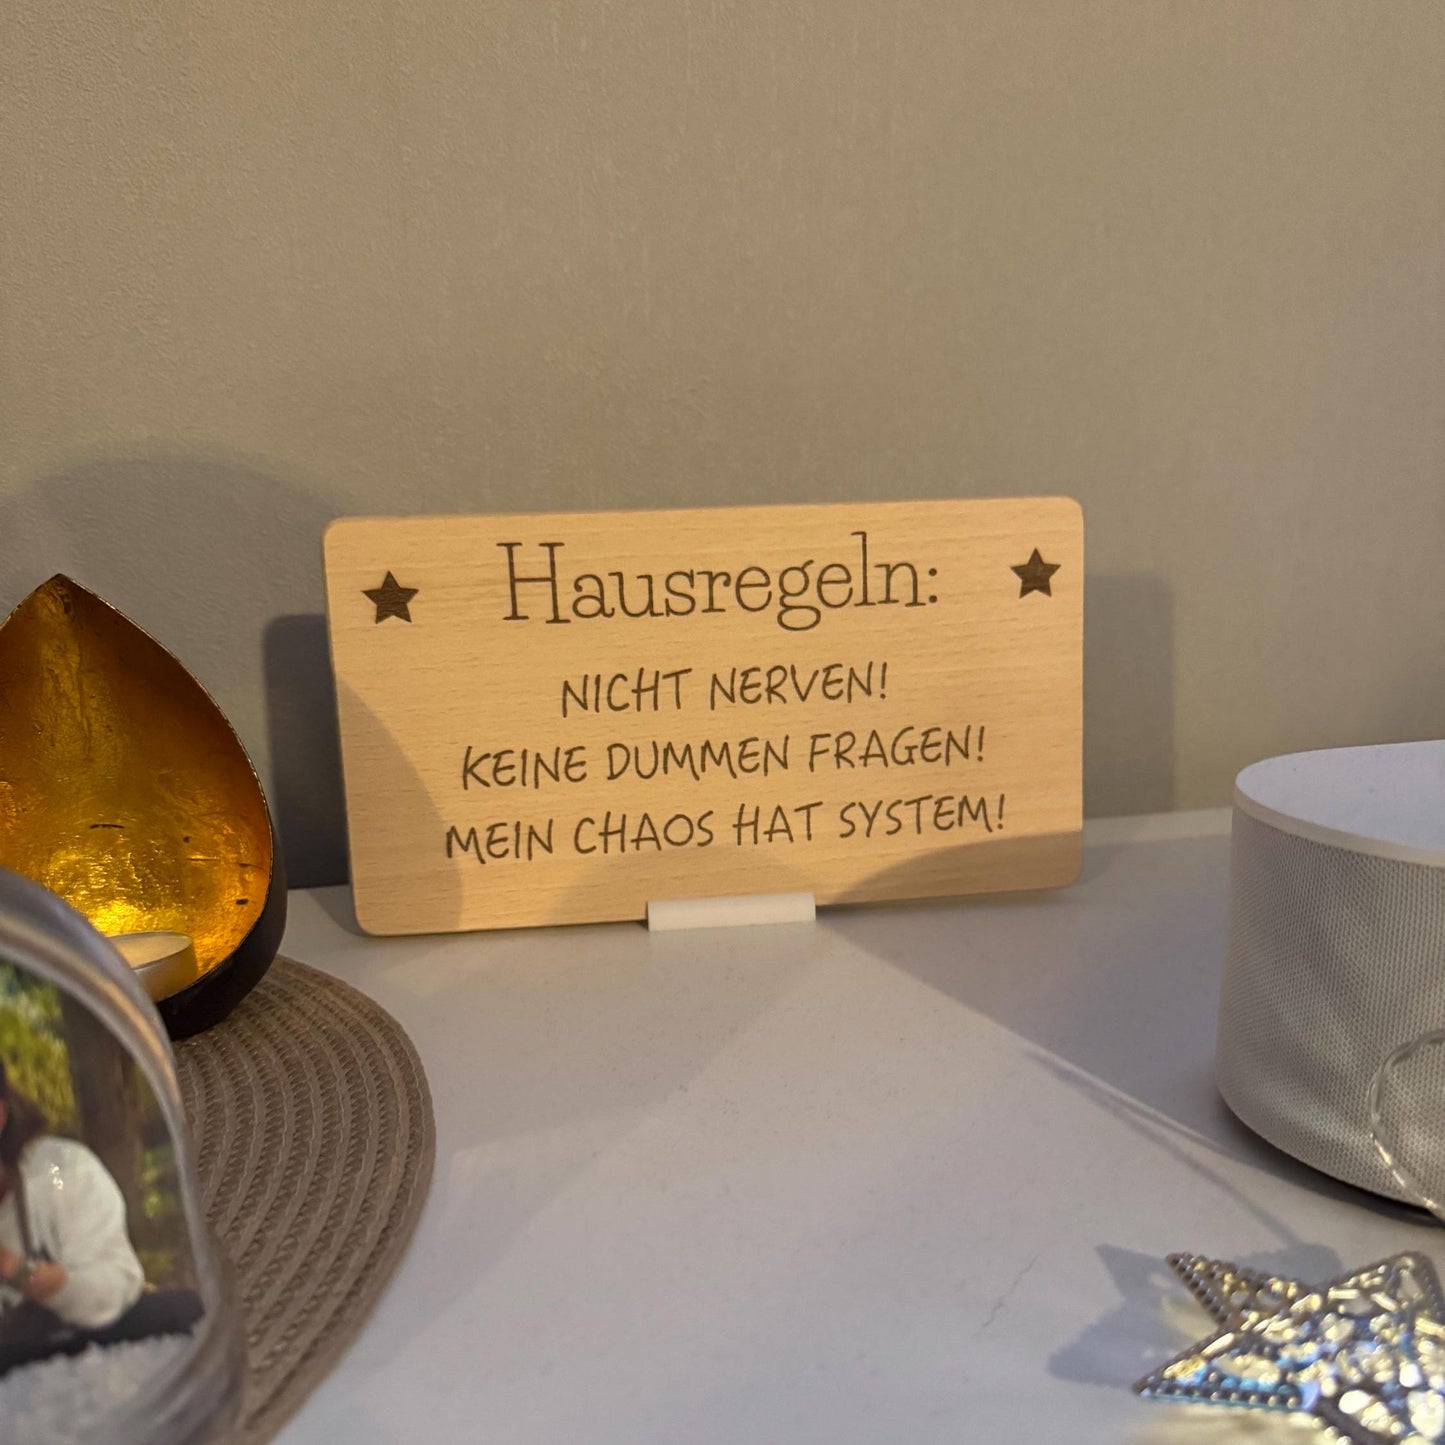 Hausregeln:
NICHT NERVEN!
KEINE DUMMEN FRAGEN!
MEIN CHAOS HAT SYSTEM!